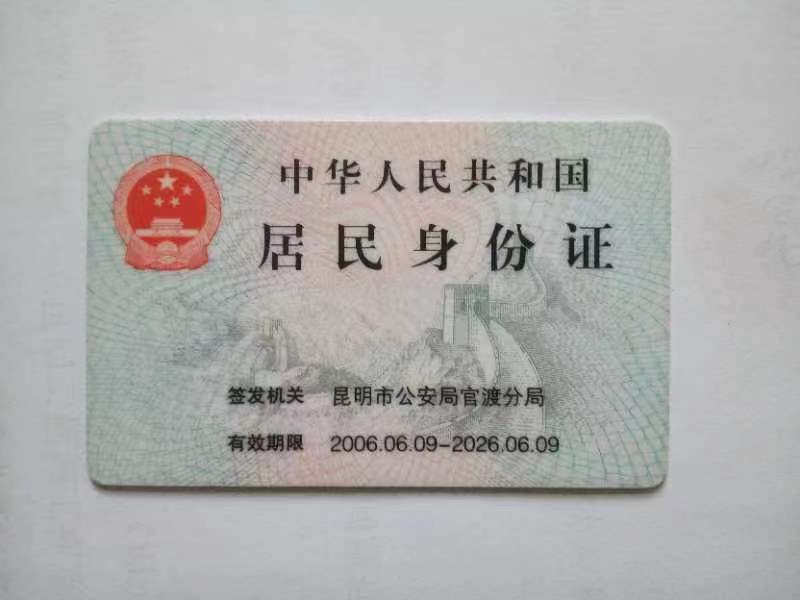 中华人民共和国
居民身份证
签发机关 昆明市公安局官渡分局
有效期限 2006.06.09-2026.06.09